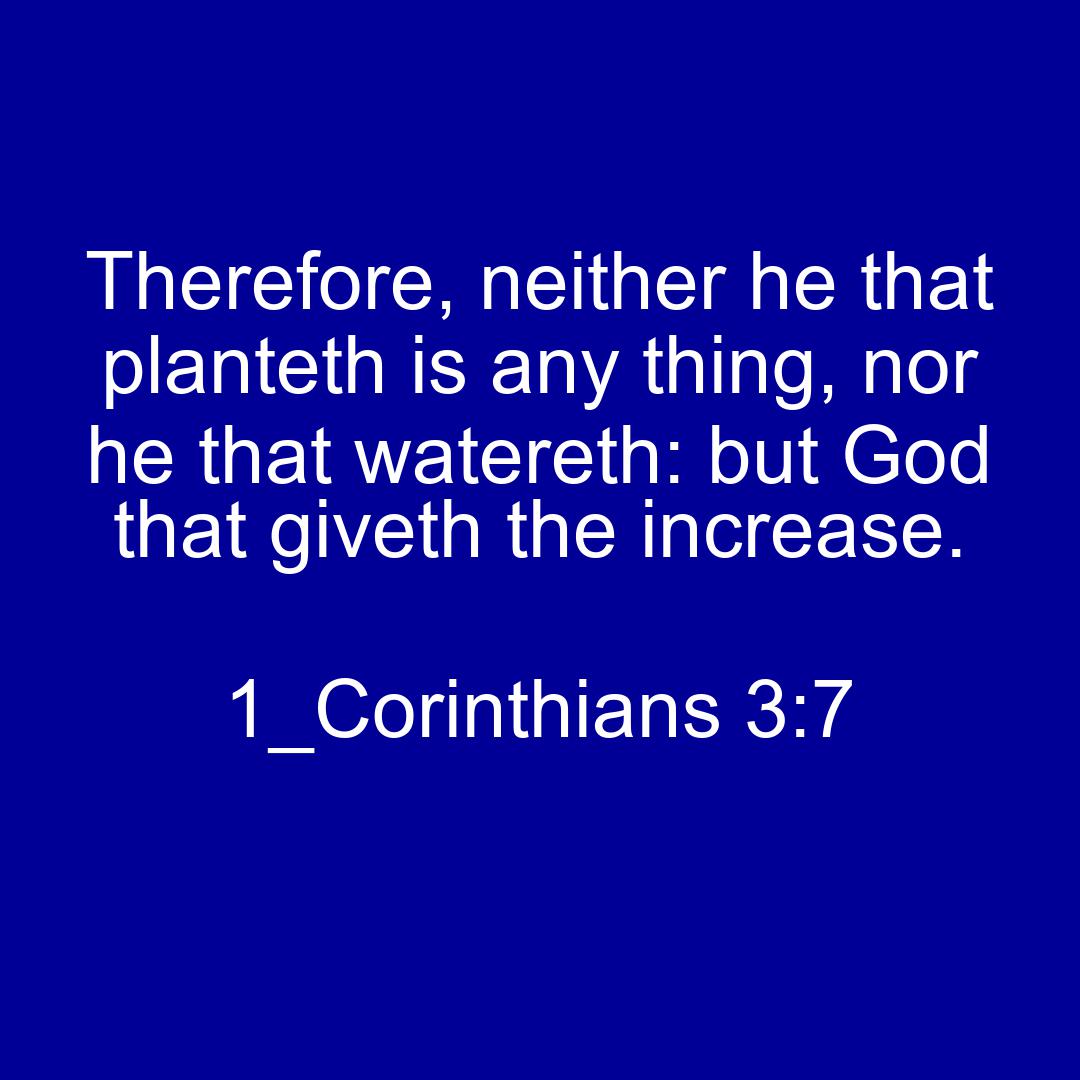 Therefore, neither he that
planteth is any thing, nor
he that watereth: but God
that giveth the increase.
1_Corinthians 3:7